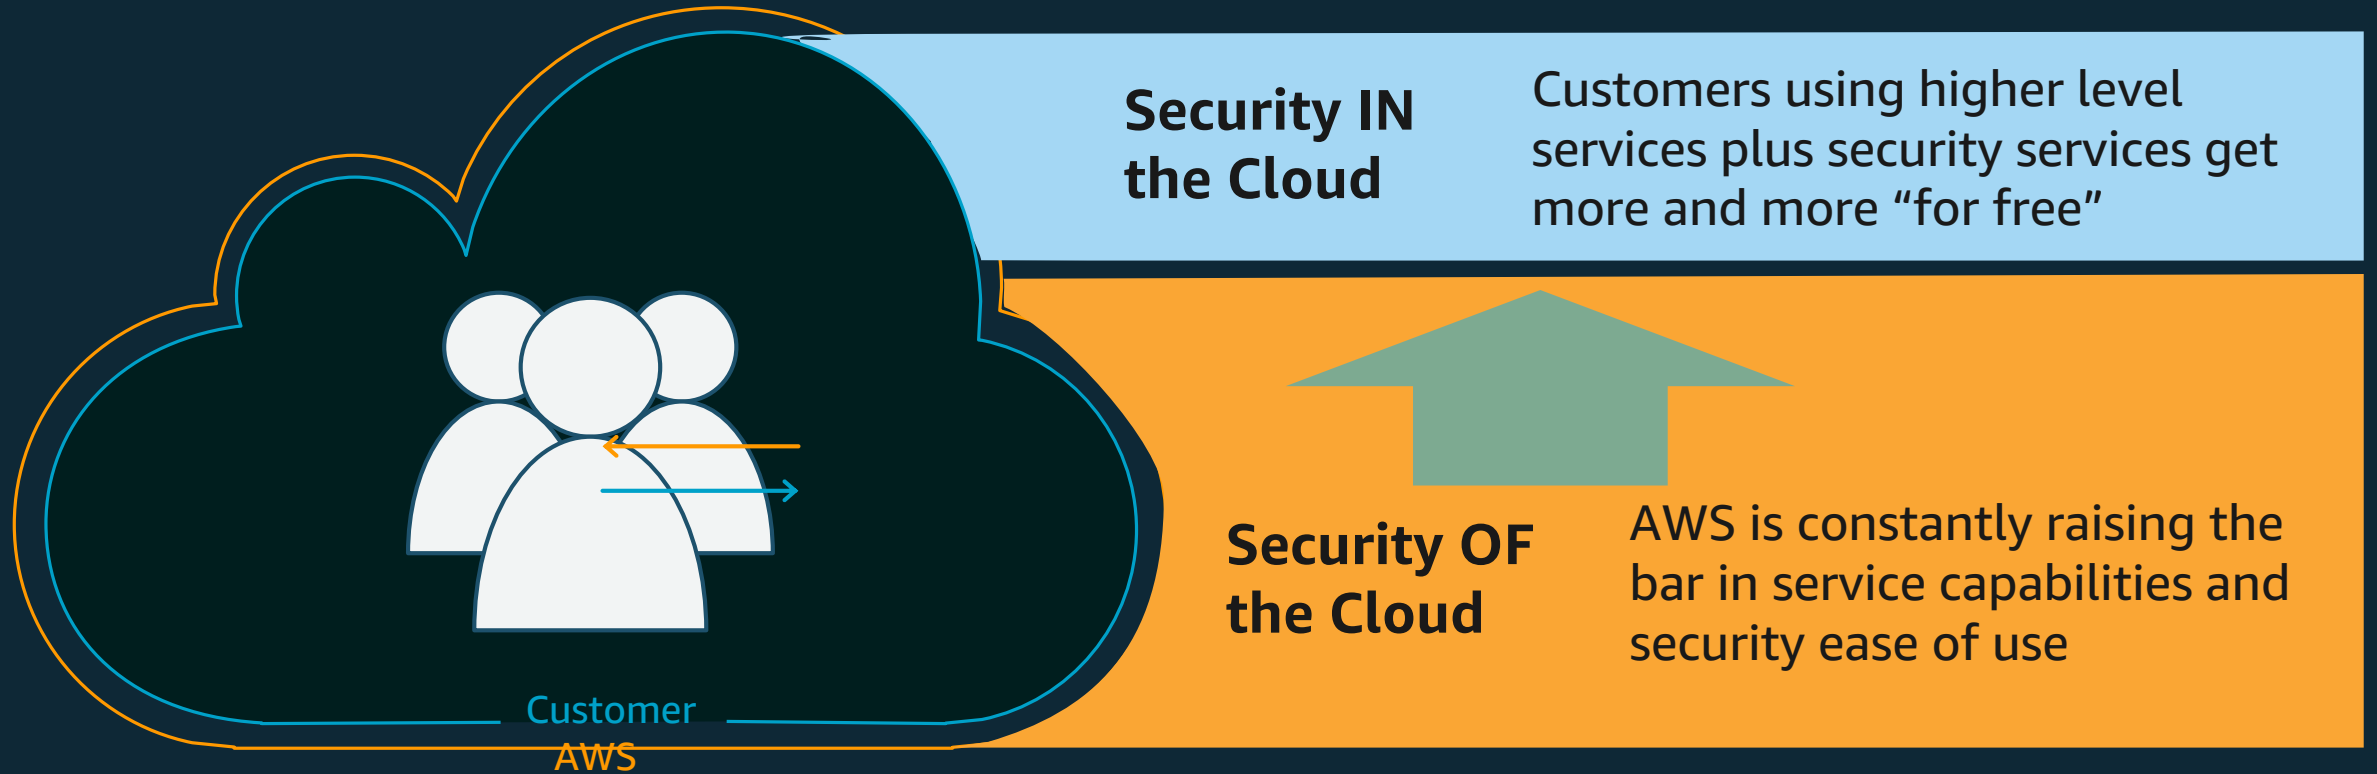 Security IN
the Cloud
Customers using higher level
services plus security services get
more and more “for free”
Security OF
the Cloud
AWS is constantly raising the
bar in service capabilities and
security ease of use
Customer
AWS